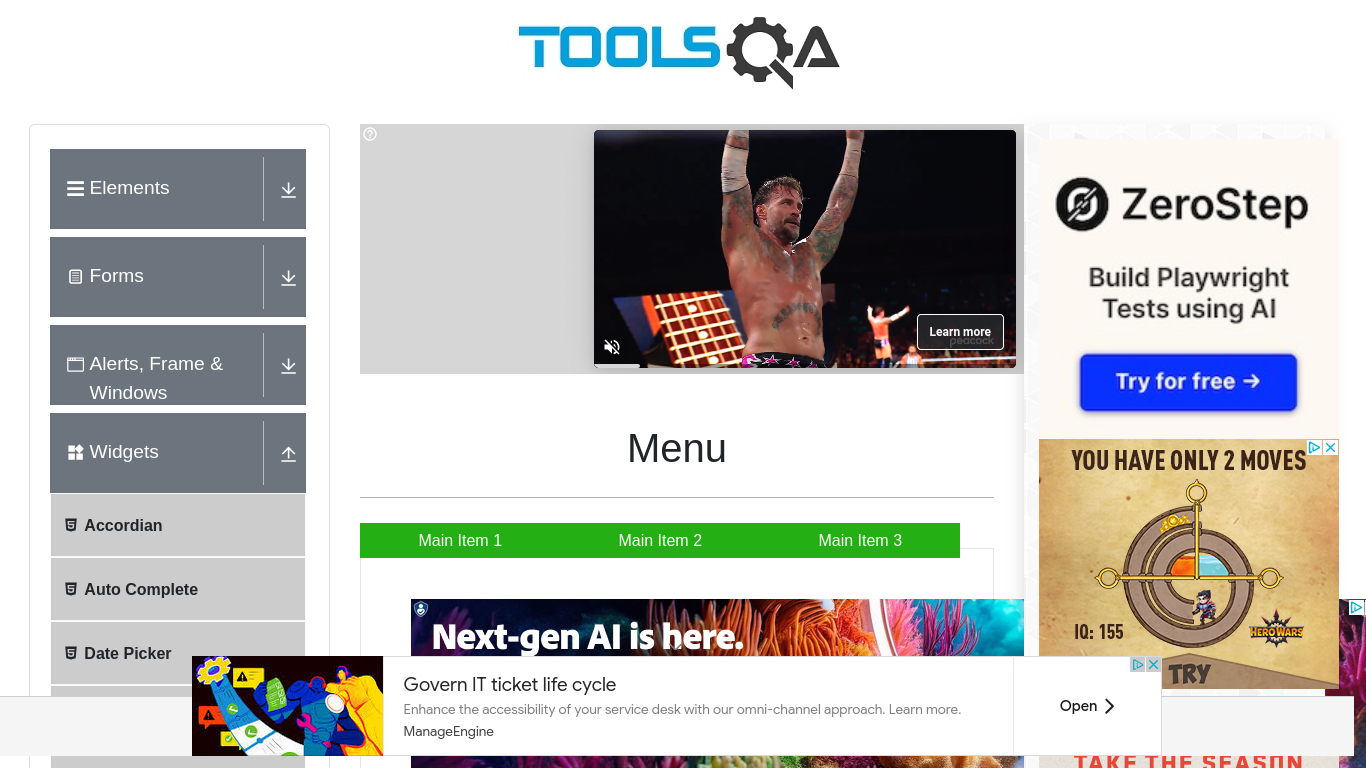 TOOLSQA
Elements
Forms
Alerts, Frame &
Windows
Widgets
Accordian
Auto Complete
Date Picker
Learn more
peacock
Menu
Main Item 1
Main Item 2
Main Item 3
Next-gen AI is here.
ZeroStep
Build Playwright
Tests using AI
Try for free →
YOU HAVE ONLY 2 MOVES
IQ: 155
HERO WARS
TRY
Govern IT ticket life cycle
Enhance the accessibility of your service desk with our omni-channel approach. Learn more.
ManageEngine
Open
TAKE THE SEASON